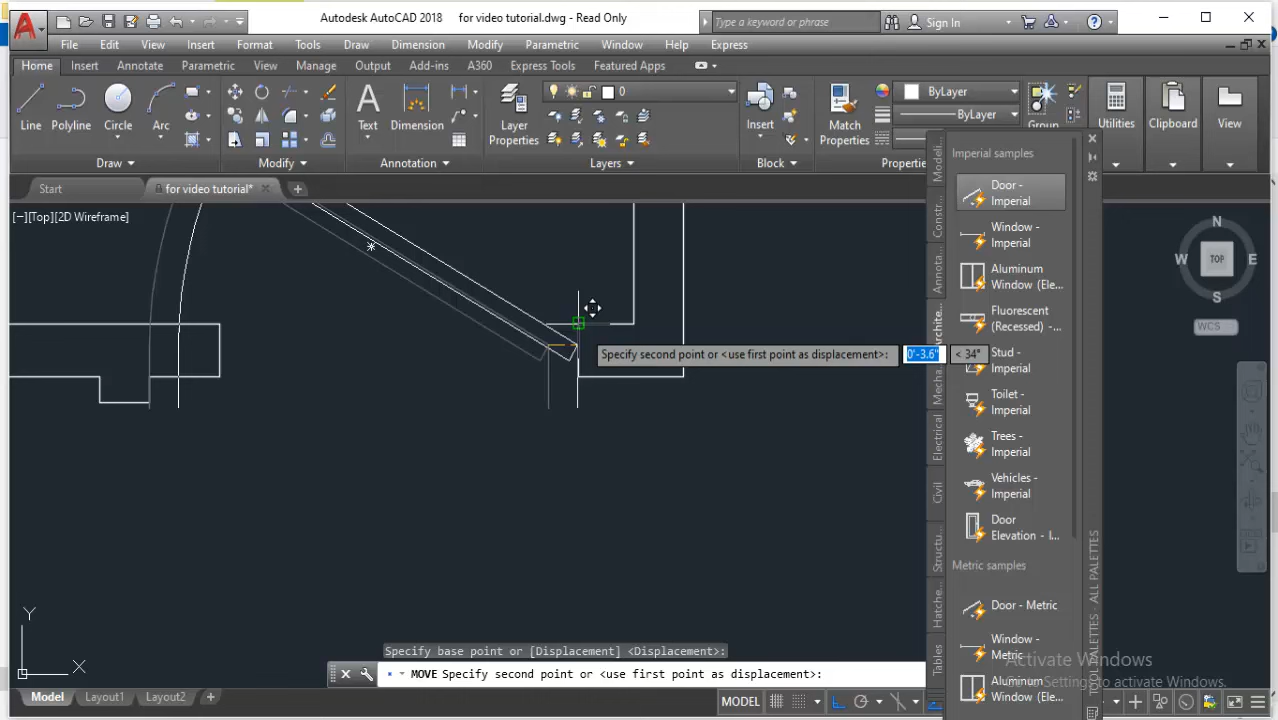 Autodesk AutoCAD 2018 for video tutorial.dwg - Read Only
Type a keyword or phrase
Sign In
File Edit View Insert Format Tools Draw Dimension Modify Parametric Window Help Express
Home Insert Annotate Parametric View Manage Output Add-ins A360 Express Tools Featured Apps
Line Polyline Circle Arc
Text Dimension
Layer Properties
0
Insert
Match Properties
ByLayer
ByLayer
Group
Utilities Clipboard View
Draw Modify Annotation Layers Block
Start for video tutorial*
[−][Top][2D Wireframe]
Imperial samples
Door - Imperial
Window - Imperial
Aluminum Window (Ele...
Fluorescent (Recessed) - ...
Stud - Imperial
Toilet - Imperial
Trees - Imperial
Vehicles - Imperial
Door Elevation - I...
Metric samples
Door - Metric
Window - Metric
Aluminum Window (Ele...
Civil
Electrical
Tables
TOOL PALETTES - ALL PALETTES
N
W TOP E
S
WCS
Specify second point or <use first point as displacement>: 0'-3.6" < 34°
Y
X
Specify base point or [Displacement] <Displacement>:
MOVE Specify second point or <use first point as displacement>:
Activate Windows
Settings to activate Windows.
Model Layout1 Layout2
MODEL